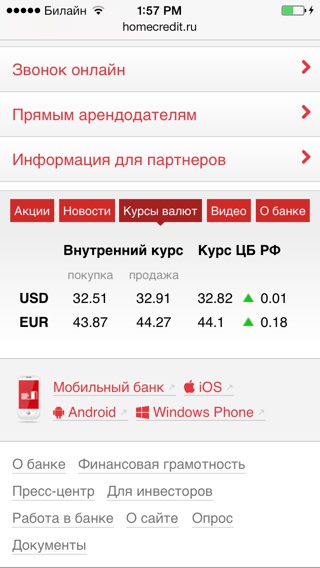 Билайн 1:57 PM
homecredit.ru
Звонок онлайн
Прямым арендодателям
Информация для партнеров
Акции Новости Курсы валют Видео О банке
Внутренний курс Курс ЦБ РФ
покупка продажа
USD 32.51 32.91 32.82 ▲ 0.01
EUR 43.87 44.27 44.1 ▲ 0.18
Мобильный банк iOS
Android Windows Phone
О банке Финансовая грамотность
Пресс-центр Для инвесторов
Работа в банке О сайте Опрос
Документы